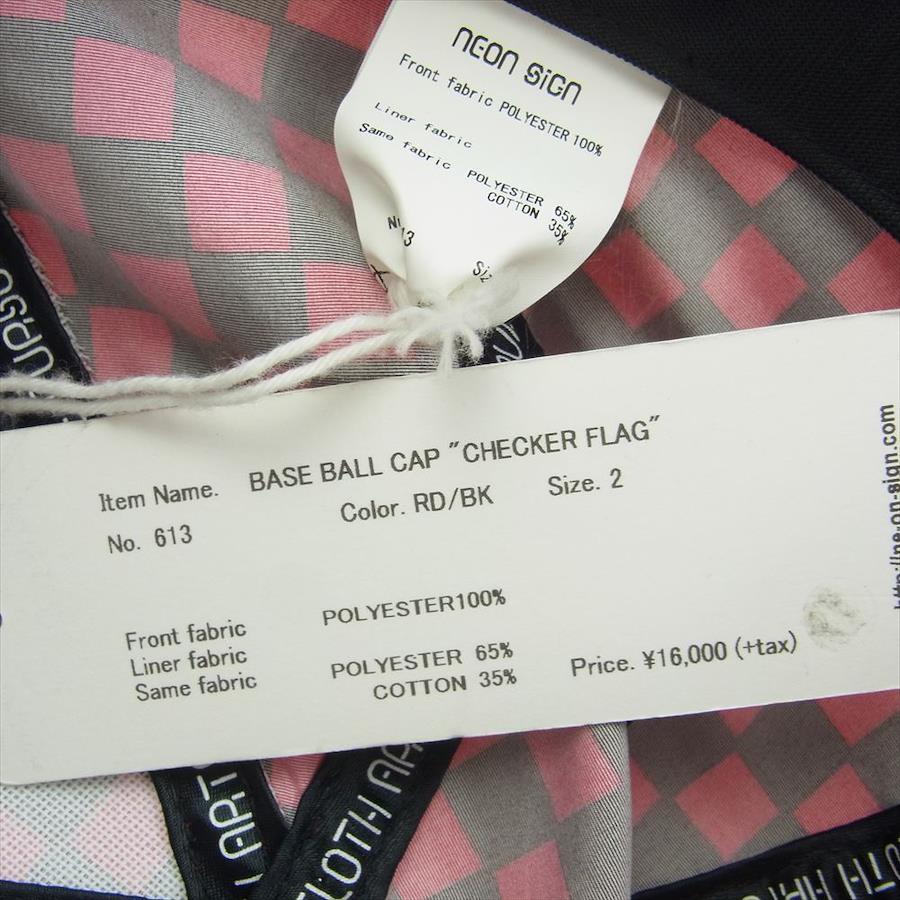 NEON SiGN
Front fabric POLYESTER 100%
Liner fabric
Same fabric POLYESTER 65%
COTTON 35%
Item Name. BASE BALL CAP "CHECKER FLAG"
No. 613 Color. RD/BK Size. 2
Front fabric POLYESTER100%
Liner fabric
Same fabric POLYESTER 65%
COTTON 35%
Price. ¥16,000 (+tax)
http://ne-on-sign.com
ART
CLOTH AR